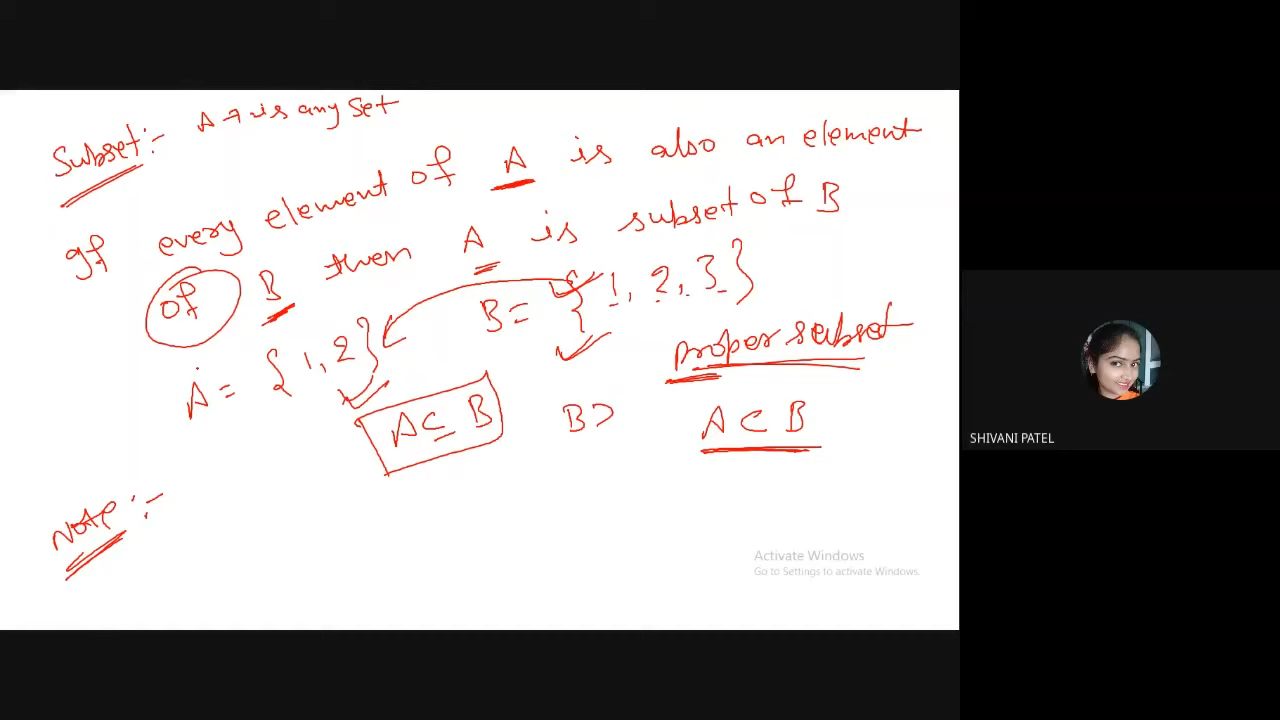 Subset:- A → is any set
If every element of A is also an element
of B then A is subset of B
A = {1, 2} B = {1, 2, 3}
Proper subset
A ⊆ B B > A ⊂ B
Note :-
SHIVANI PATEL
Activate Windows
Go to Settings to activate Windows.